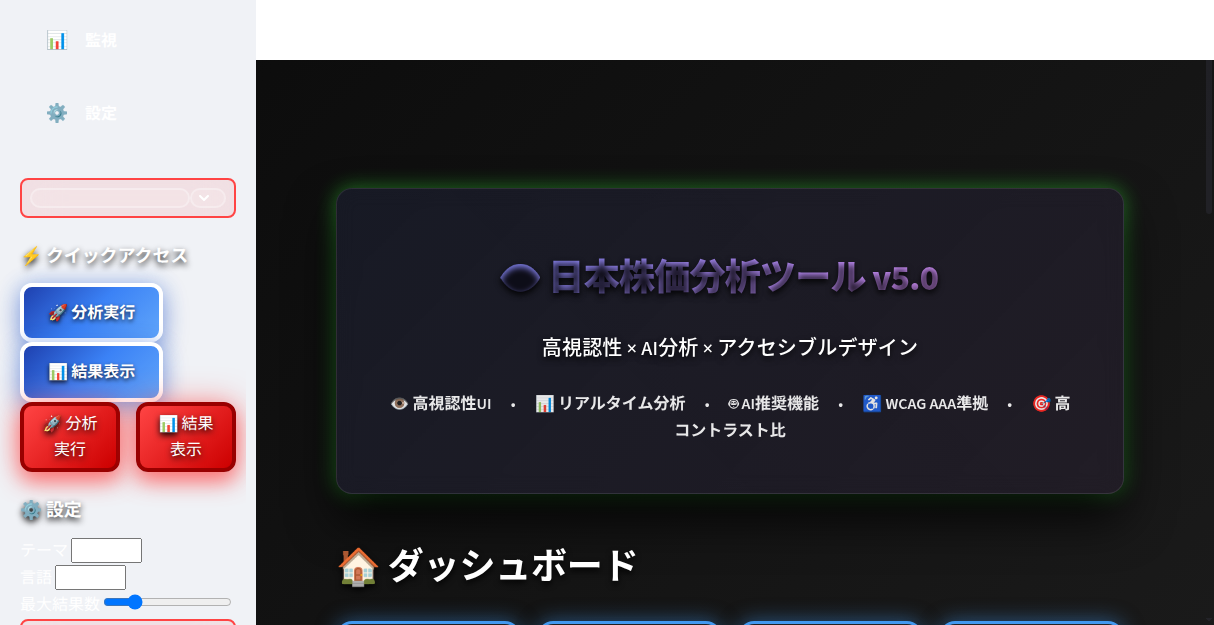 監視
設定
⚡ クイックアクセス
🚀 分析実行
📊 結果表示
🚀 分析
実行
📊 結果
表示
⚙️ 設定
テーマ
言語
最大結果数
日本株価分析ツール v5.0
高視認性 × AI分析 × アクセシブルデザイン
👁️ 高視認性UI • 📊 リアルタイム分析 • AI推奨機能 • ♿ WCAG AAA準拠 • 🎯 高
コントラスト比
🏠 ダッシュボード